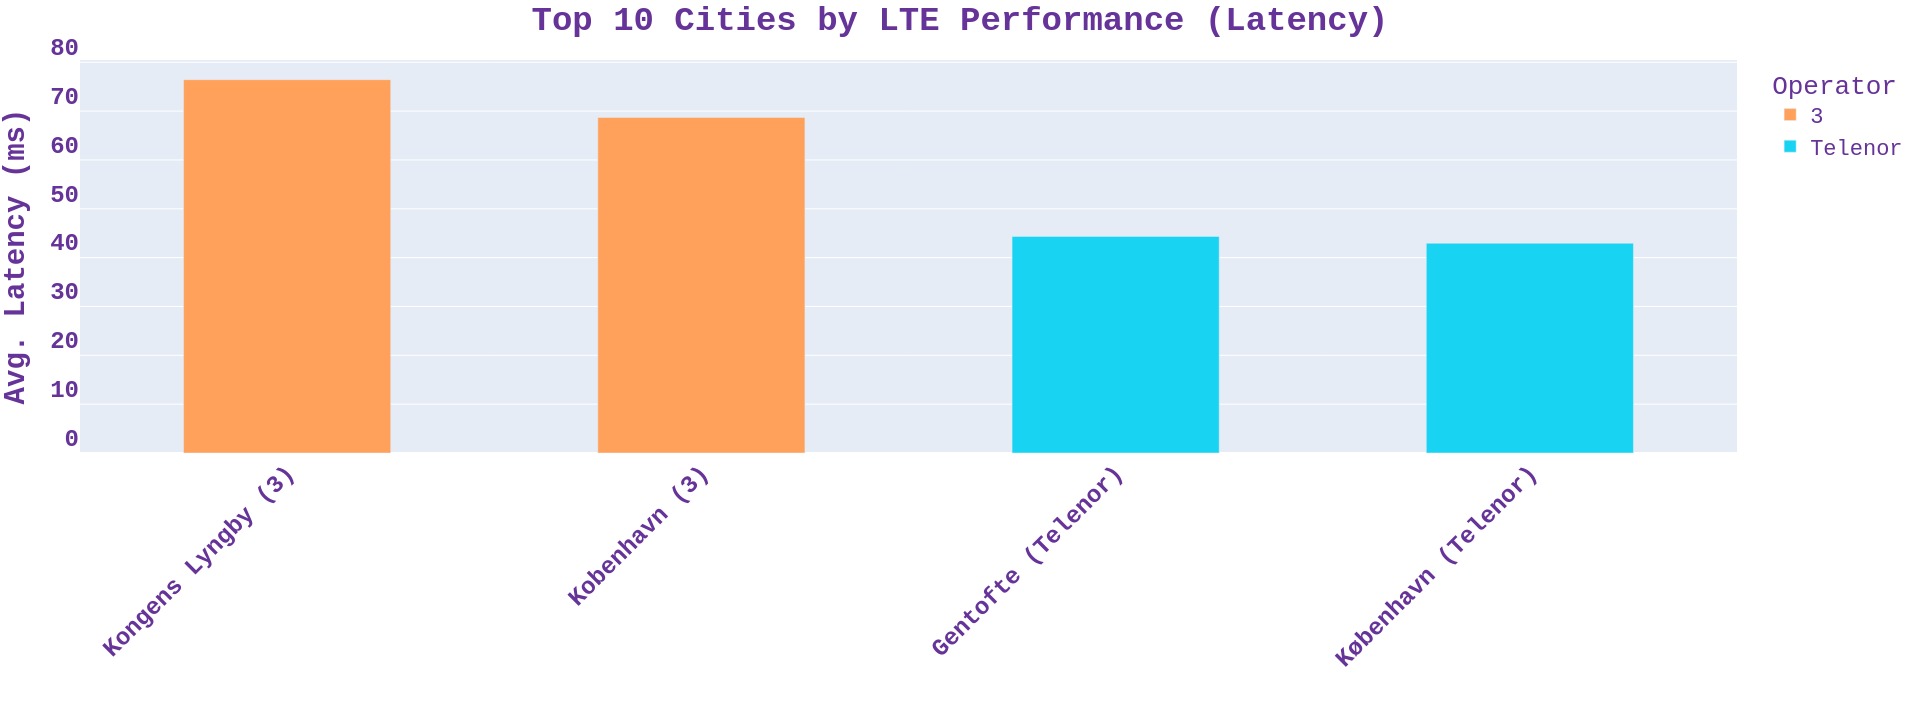 Top 10 Cities by LTE Performance (Latency)
Avg. Latency (ms)
80
70
60
50
40
30
20
10
0
Kongens Lyngby (3)
Kobenhavn (3)
Gentofte (Telenor)
København (Telenor)
Operator
3
Telenor